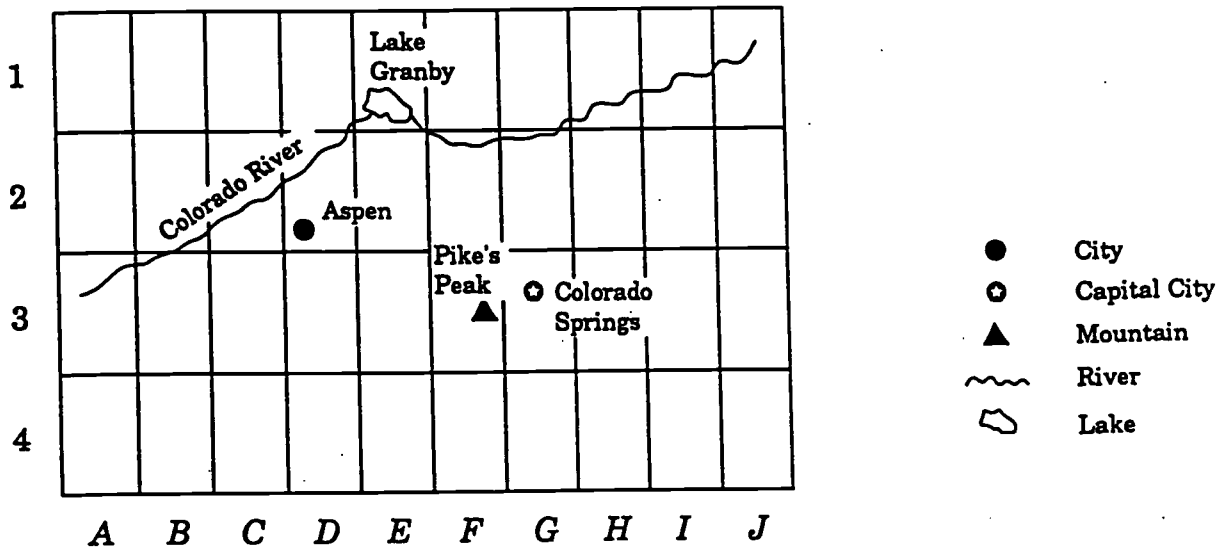 Lake
Granby
1
Colorado River
2
Aspen
Pike's
Peak
Colorado
Springs
3
4
A B C D E F G H I J
City
Capital City
Mountain
River
Lake